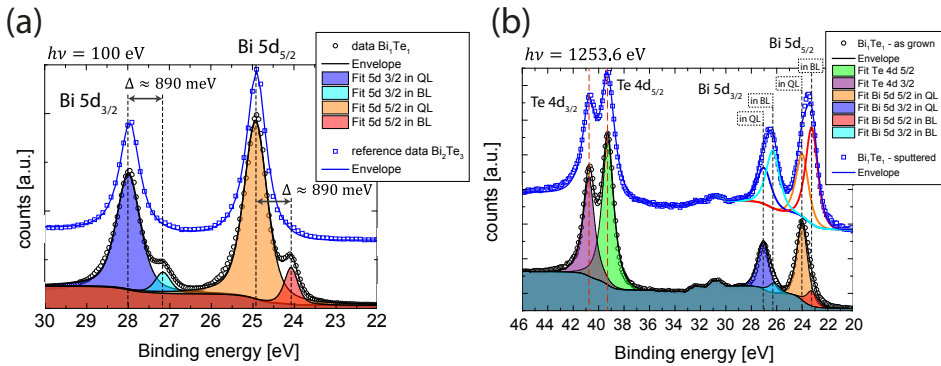 (a)
hν = 100 eV
Bi 5d3/2
Δ ≈ 890 meV
Bi 5d5/2
Δ ≈ 890 meV
data Bi1Te1
Envelope
Fit 5d 3/2 in QL
Fit 5d 3/2 in BL
Fit 5d 5/2 in QL
Fit 5d 5/2 in BL
reference data Bi2Te3
Envelope
counts [a.u.]
30 28 26 25 24 22
Binding energy [eV]
(b)
hν = 1253.6 eV
Te 4d3/2
Te 4d5/2
Bi 5d3/2
in BL
in QL
Bi 5d5/2
in BL
in QL
Bi1Te1 - as grown
Envelope
Fit Te 4d 5/2
Fit Te 4d 3/2
Fit Bi 5d 5/2 in QL
Fit Bi 5d 3/2 in QL
Fit Bi 5d 5/2 in BL
Fit Bi 5d 3/2 in BL
Bi1Te1 - sputtered
Envelope
counts [a.u.]
46 44 42 41 39 38 36 34 32 30 28 26 24 22 20
Binding energy [eV]